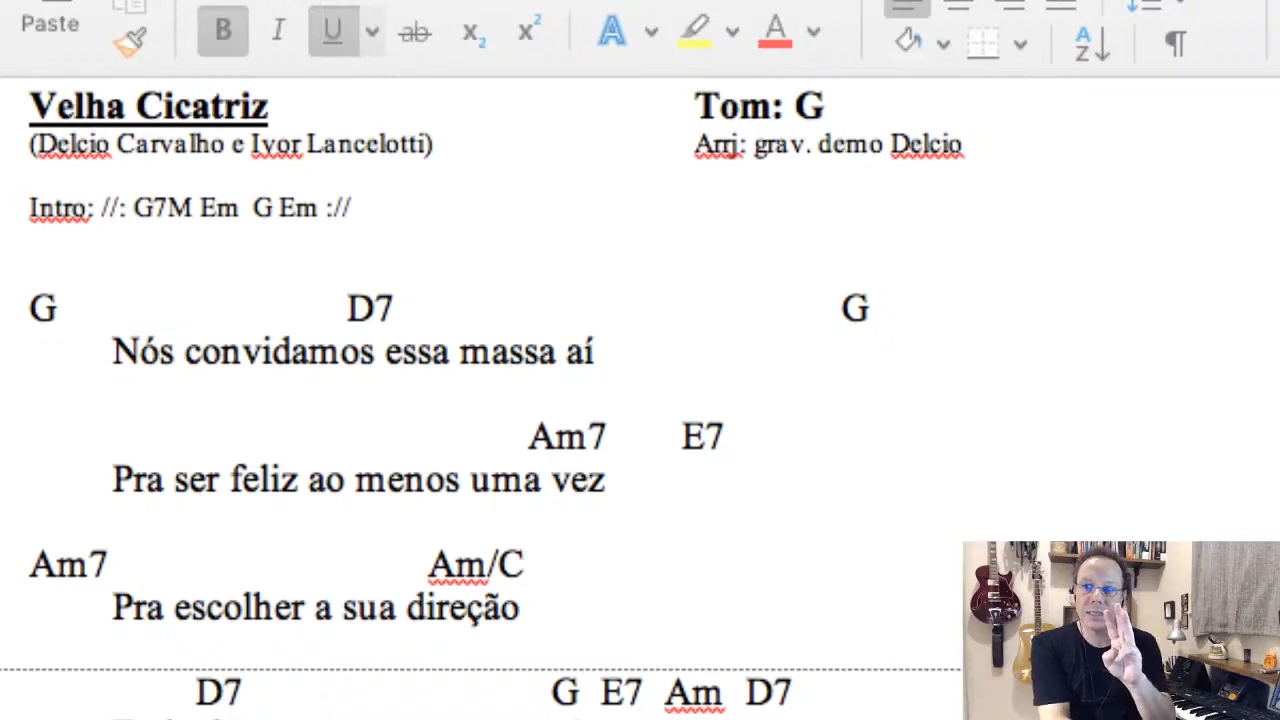 Paste
B I U ab x2 x2 A A A Z ¶
Velha Cicatriz Tom: G
(Delcio Carvalho e Ivor Lancelotti) Arrj: grav. demo Delcio
Intro: //: G7M Em G Em ://
G D7 G
Nós convidamos essa massa aí
Am7 E7
Pra ser feliz ao menos uma vez
Am7 Am/C
Pra escolher a sua direção
D7 G E7 Am D7